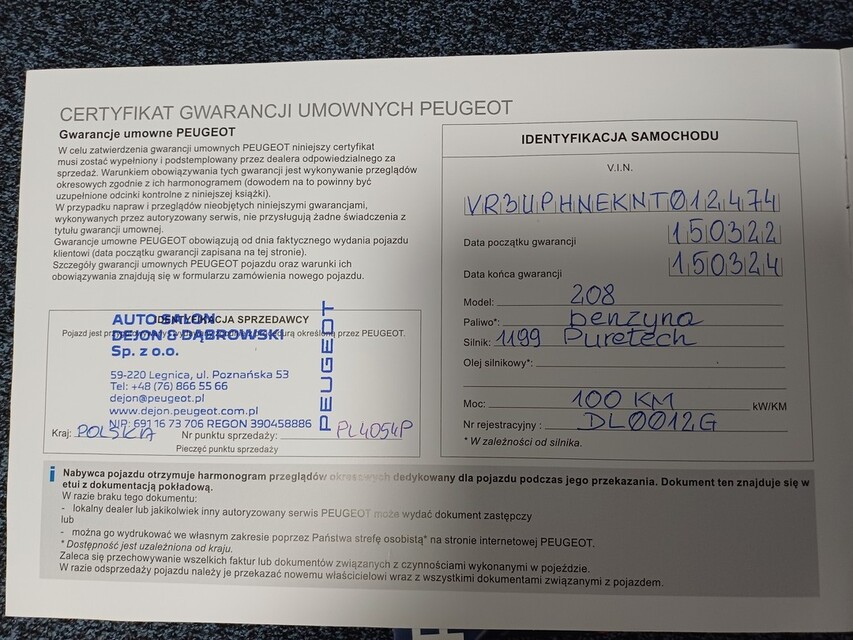 CERTYFIKAT GWARANCJI UMOWNYCH PEUGEOT
Gwarancje umowne PEUGEOT
W celu zatwierdzenia gwarancji umownych PEUGEOT niniejszy certyfikat
musi zostać wypełniony i podstemplowany przez dealera odpowiedzialnego za
sprzedaż. Warunkiem obowiązywania tych gwarancji jest wykonywanie przeglądów
okresowych zgodnie z ich harmonogramem (dowodem na to powinny być
uzupełnione odcinki kontrolne z niniejszej książki).
W przypadku napraw i przeglądów nieobjętych niniejszymi gwarancjami,
wykonywanych przez autoryzowany serwis, nie przysługują żadne świadczenia z
tytułu gwarancji umownej.
Gwarancje umowne PEUGEOT obowiązują od dnia faktycznego wydania pojazdu
klientowi (data początku gwarancji zapisana na tej stronie).
Szczegóły gwarancji umownych PEUGEOT pojazdu oraz warunki ich
obowiązywania znajdują się w formularzu zamówienia nowego pojazdu.
IDENTYFIKACJA SPRZEDAWCY
Pojazd jest określoną przez PEUGEOT.
AUTO SALON
DEJON & DĄBROWSKI
Sp. z o.o.
59-220 Legnica, ul. Poznańska 53
Tel: +48 (76) 866 55 66
dejon@peugeot.pl
www.dejon.peugeot.com.pl
NIP: 691 16 73 706 REGON 390458886
PEUGEOT
Kraj: POLSKA Nr punktu sprzedaży: PL4054P
Pieczęć punktu sprzedaży
IDENTYFIKACJA SAMOCHODU
V.I.N.
VR3UPHNEKNT012474
Data początku gwarancji 150322
Data końca gwarancji 150324
Model: 208
Paliwo*: benzyna
Silnik: 1199 Puretech
Olej silnikowy*:
Moc: 100 KM kW/KM
Nr rejestracyjny : DL0012G
* W zależności od silnika.
i Nabywca pojazdu otrzymuje harmonogram przeglądów okresowych dedykowany dla pojazdu podczas jego przekazania. Dokument ten znajduje się w
etui z dokumentacją pokładową.
W razie braku tego dokumentu:
- lokalny dealer lub jakikolwiek inny autoryzowany serwis PEUGEOT może wydać dokument zastępczy
lub
- można go wydrukować we własnym zakresie poprzez Państwa strefę osobistą* na stronie internetowej PEUGEOT.
* Dostępność jest uzależniona od kraju.
Zaleca się przechowywanie wszelkich faktur lub dokumentów związanych z czynnościami wykonanymi w pojeździe.
W razie odsprzedaży pojazdu należy je przekazać nowemu właścicielowi wraz z wszystkimi dokumentami związanymi z pojazdem.